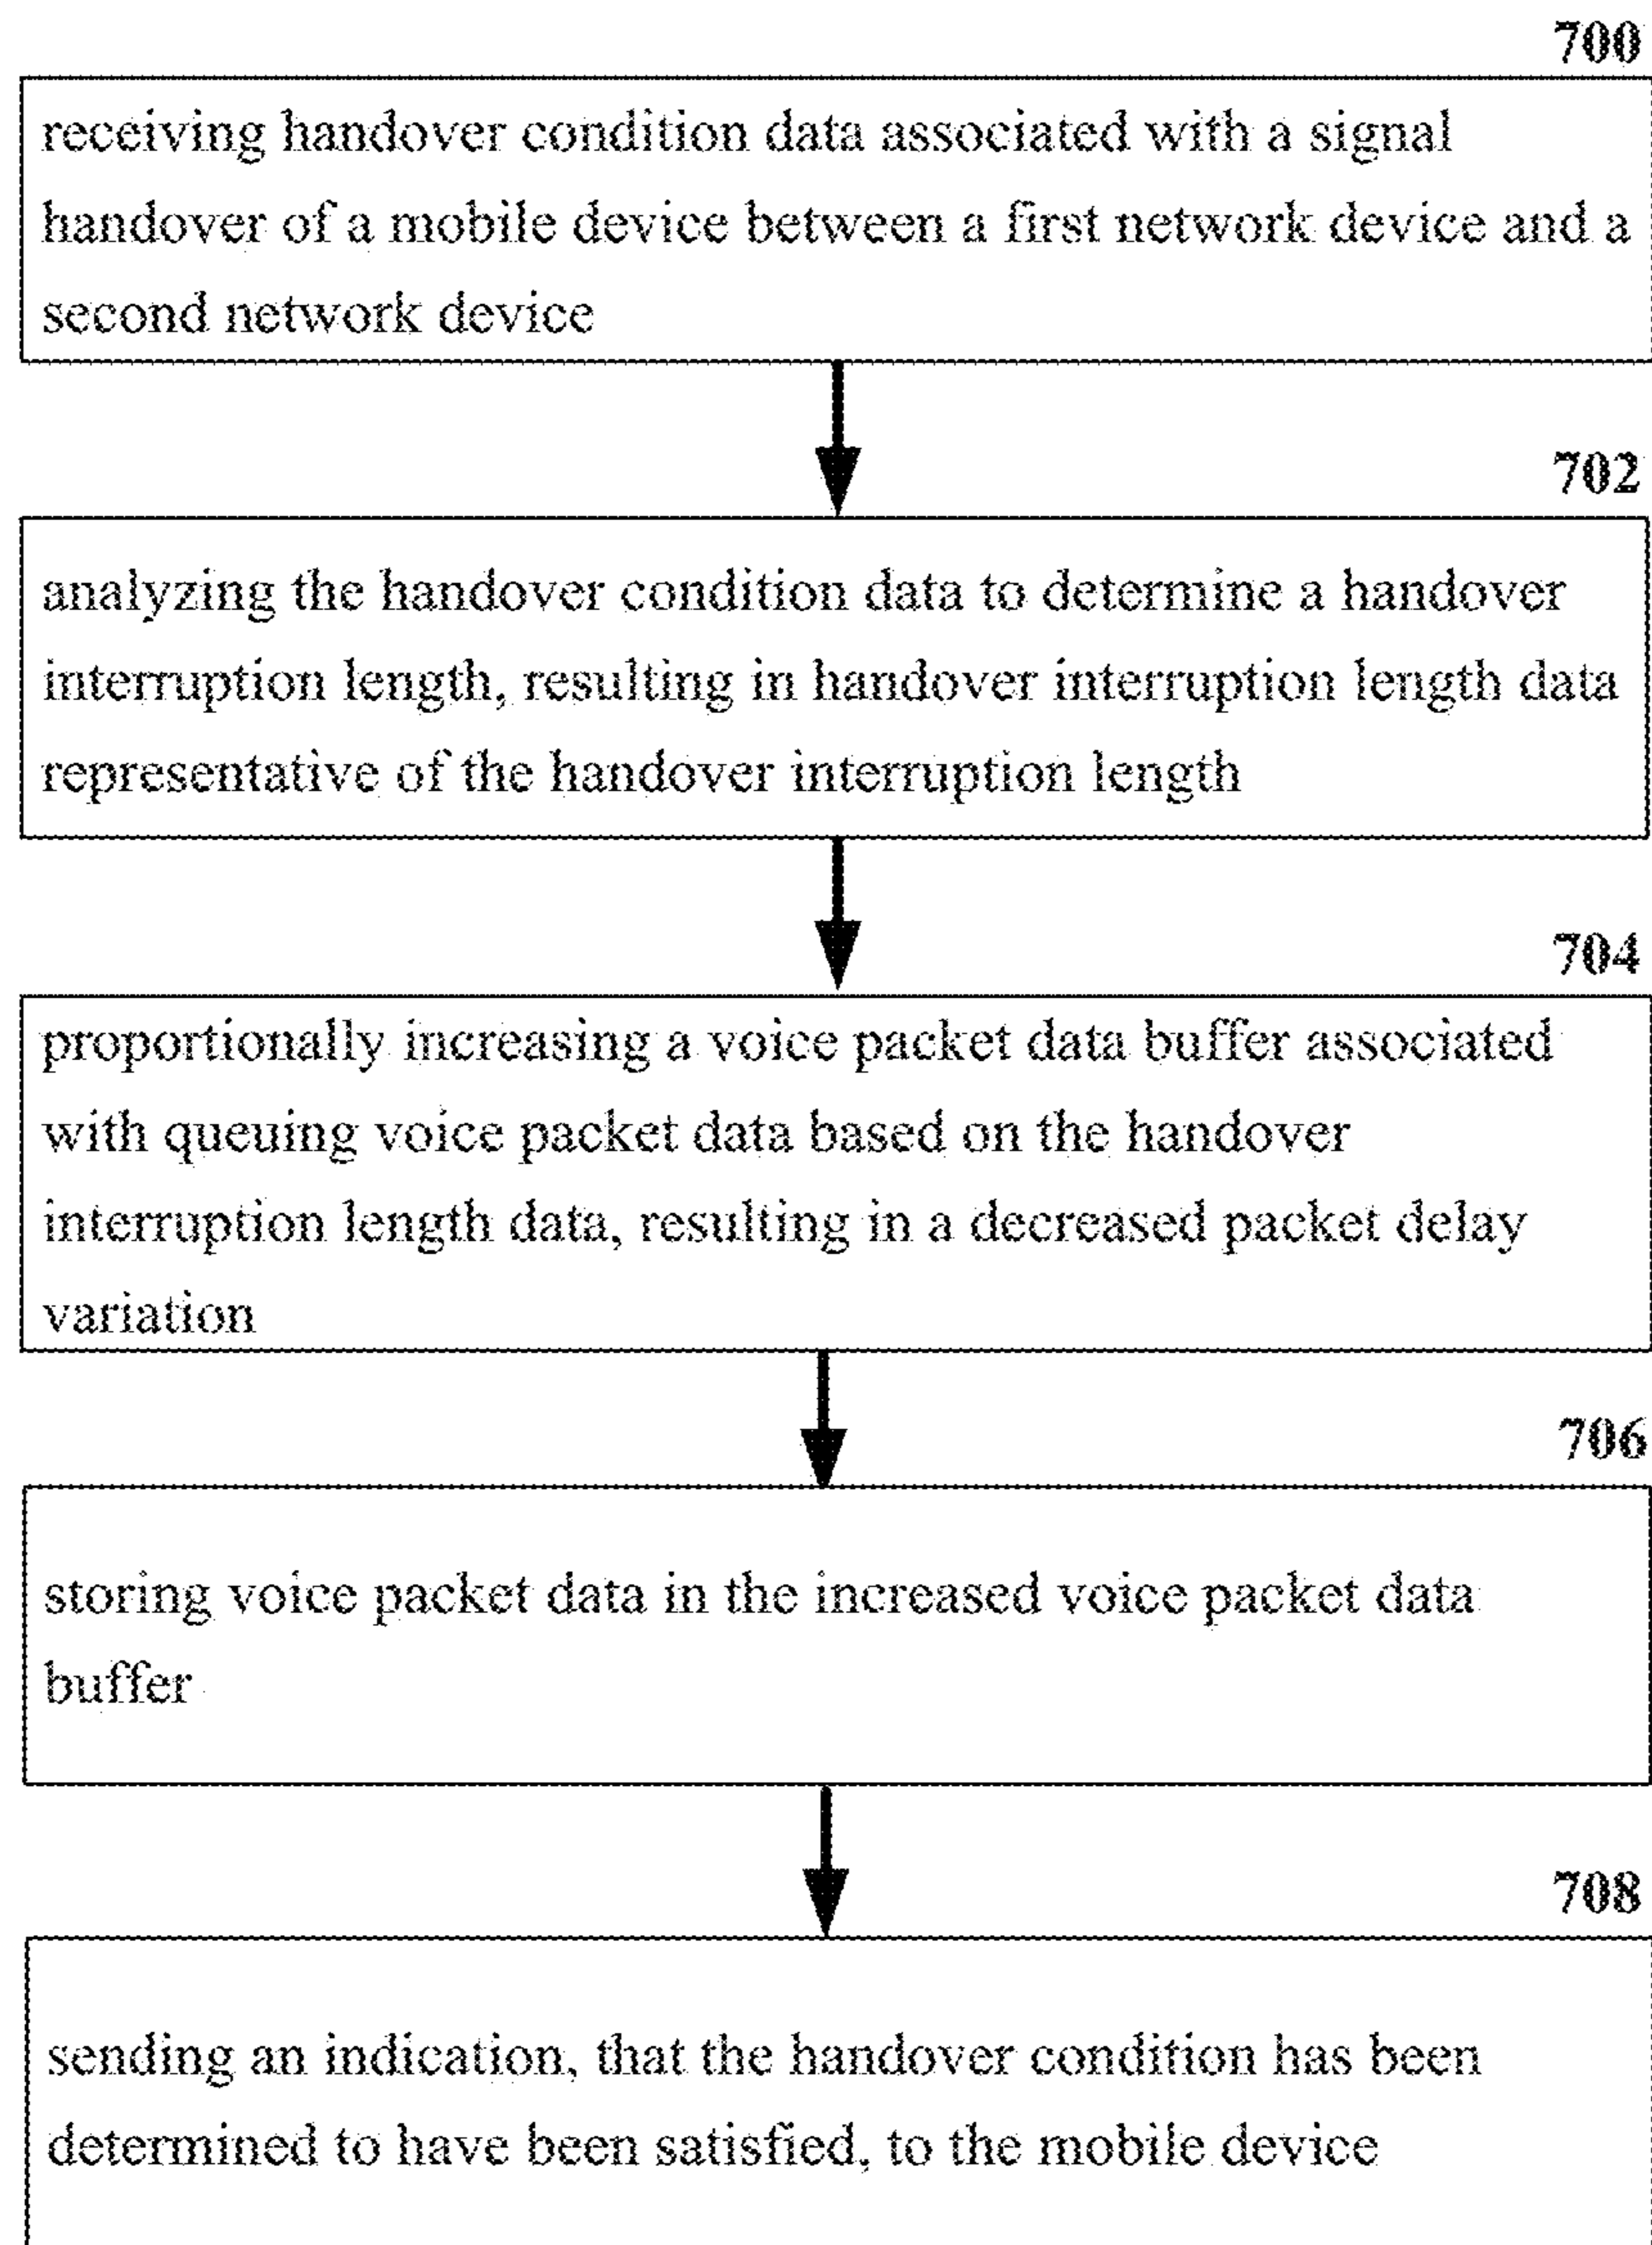 700
receiving handover condition data associated with a signal
handover of a mobile device between a first network device and a
second network device
702
analyzing the handover condition data to determine a handover
interruption length, resulting in handover interruption length data
representative of the handover interruption length
704
proportionally increasing a voice packet data buffer associated
with queuing voice packet data based on the handover
interruption length data, resulting in a decreased packet delay
variation
706
storing voice packet data in the increased voice packet data
buffer
708
sending an indication, that the handover condition has been
determined to have been satisfied, to the mobile device